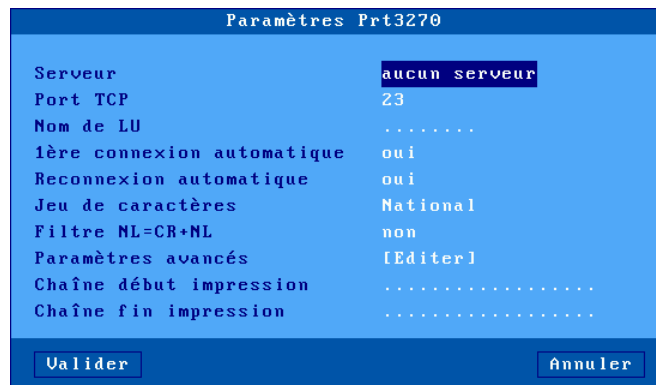 Paramètres Prt3270
Serveur aucun serveur
Port TCP 23
Nom de LU ........
1ère connexion automatique oui
Reconnexion automatique oui
Jeu de caractères National
Filtre NL=CR+NL non
Paramètres avancés [Editer]
Chaîne début impression ..................
Chaîne fin impression ..................
Valider Annuler